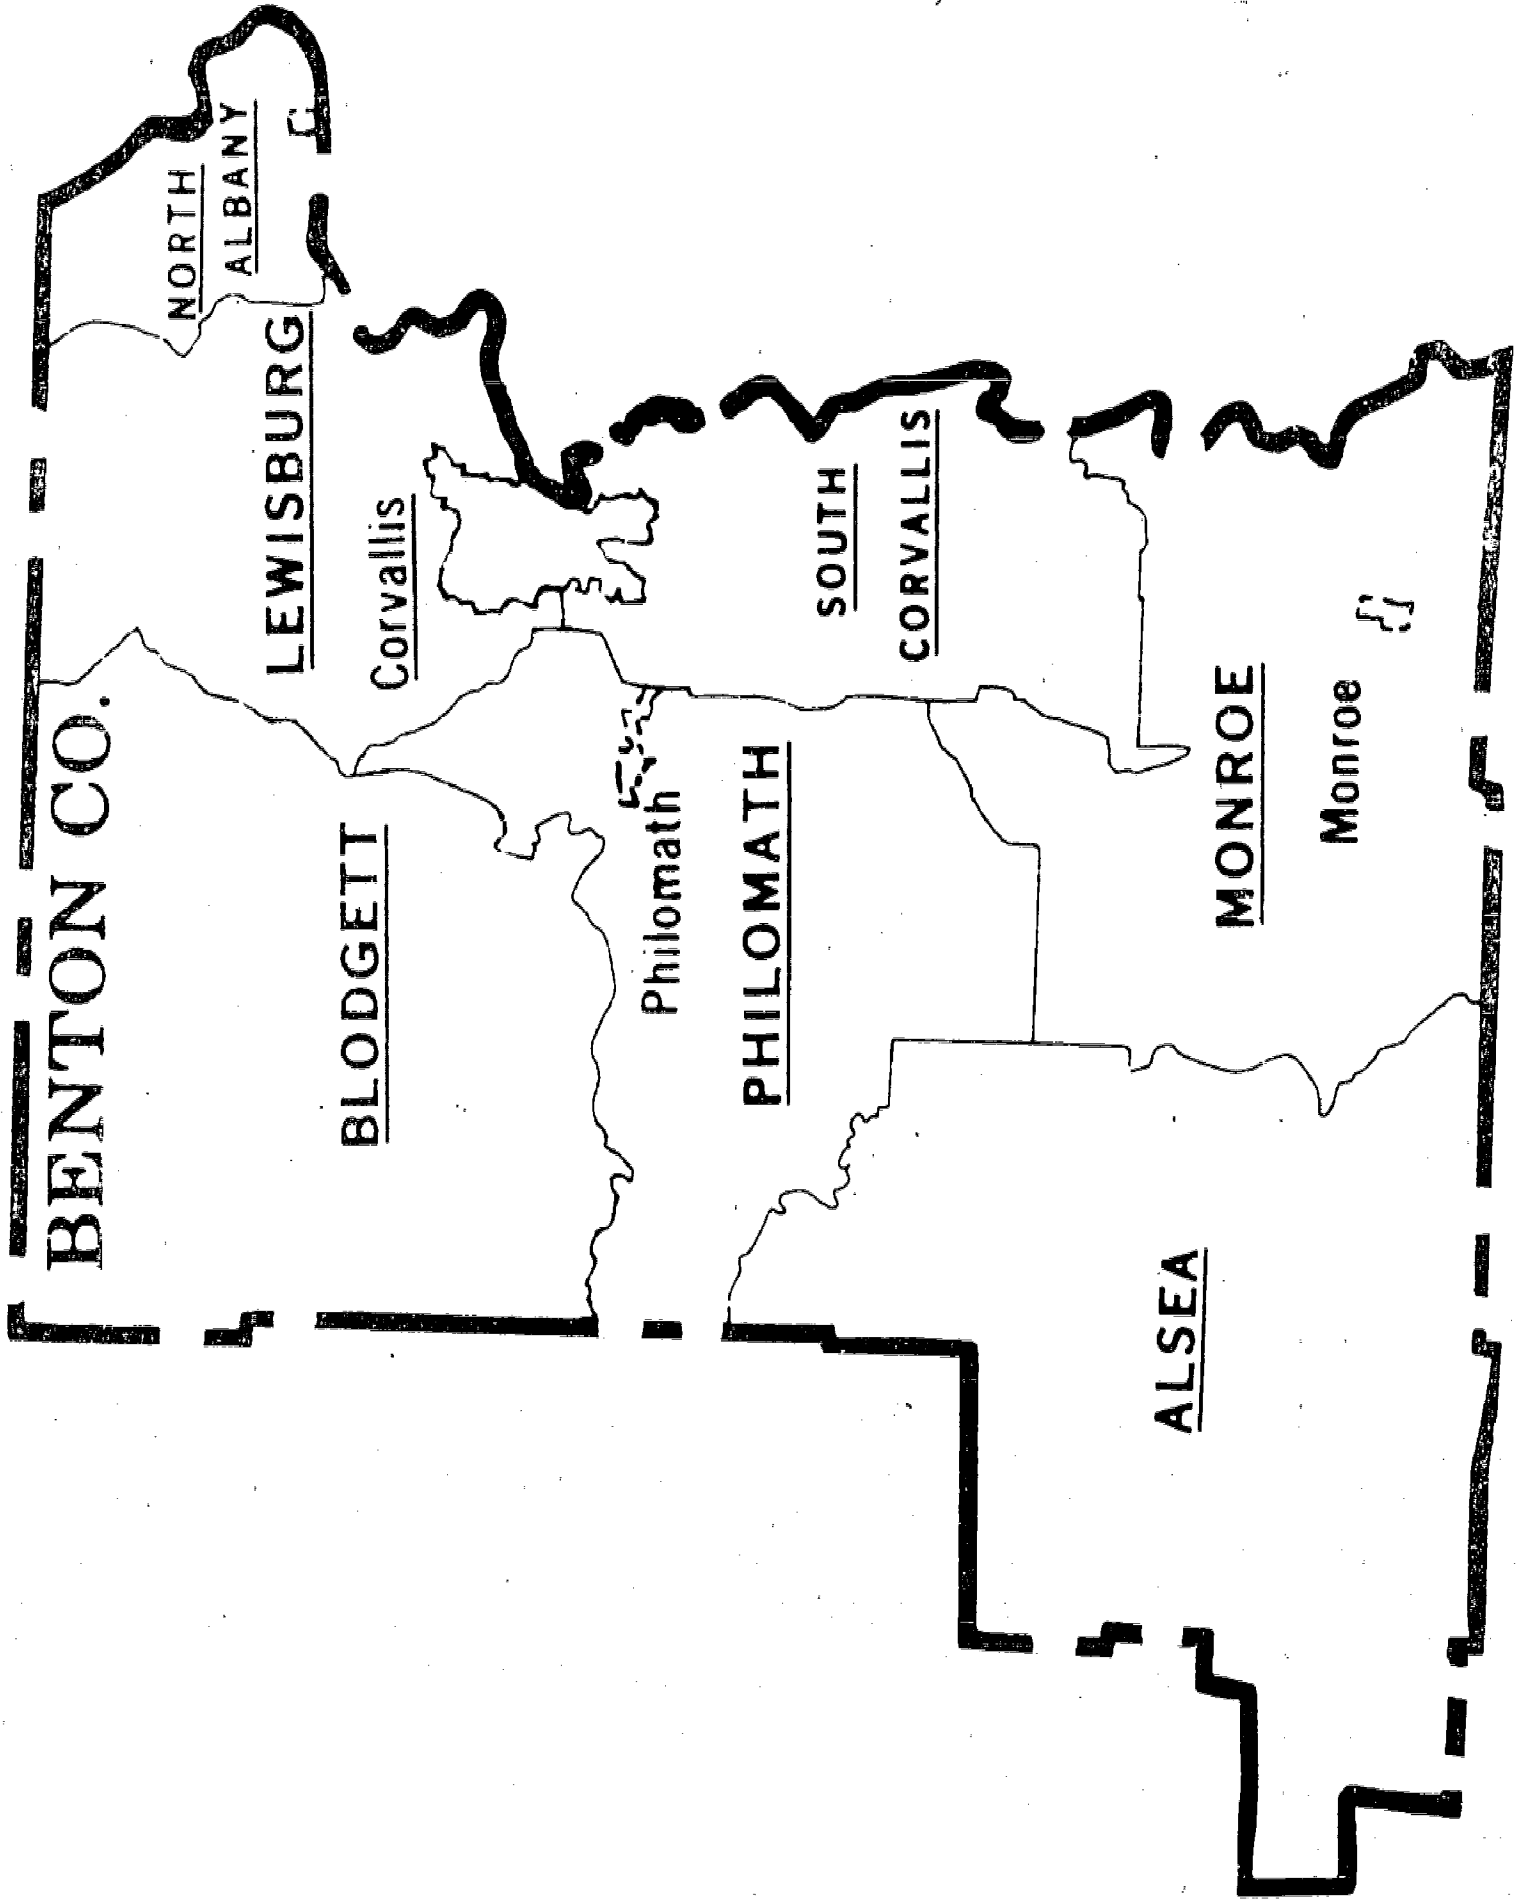 BENTON CO.
NORTH
ALBANY
LEWISBURG
Corvallis
BLODGETT
Philomath
PHILOMATH
SOUTH
CORVALLIS
MONROE
Monroe
ALSEA